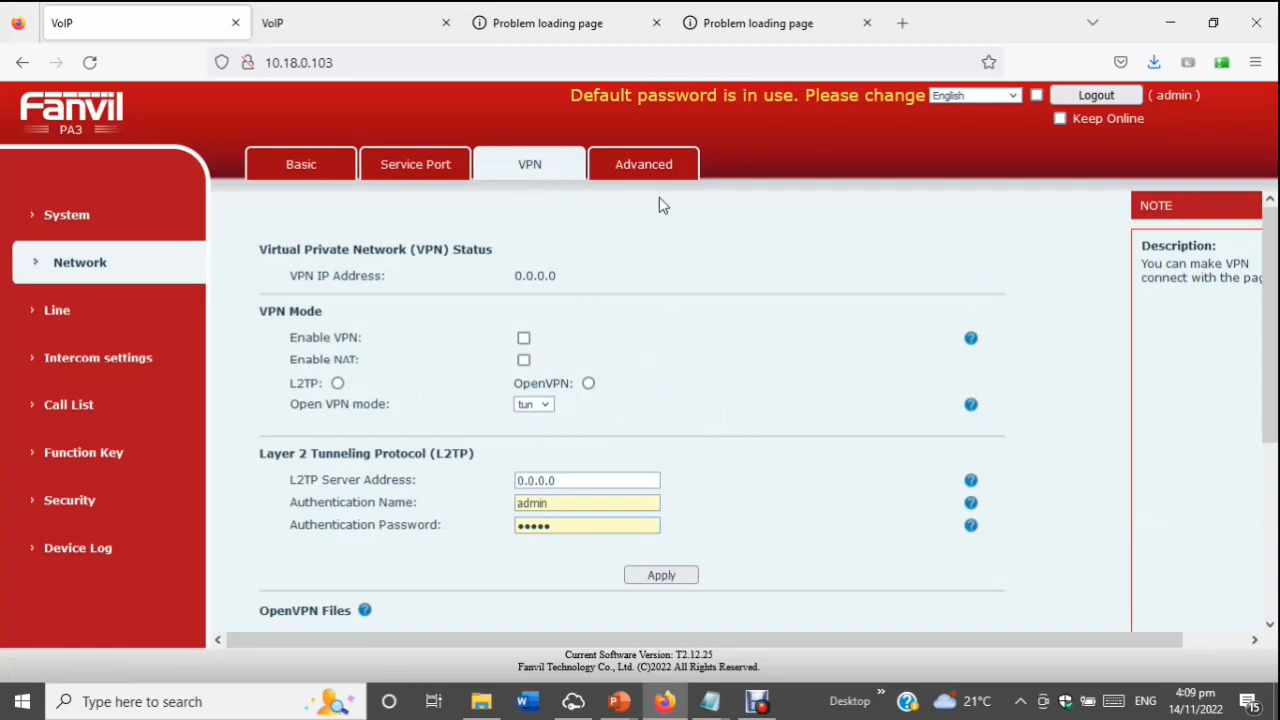 VoIP
VoIP
Problem loading page
Problem loading page
10.18.0.103
Fanvil
PA3
Default password is in use. Please change
English
Logout
( admin )
Keep Online
Basic
Service Port
VPN
Advanced
System
Network
Line
Intercom settings
Call List
Function Key
Security
Device Log
Virtual Private Network (VPN) Status
VPN IP Address: 0.0.0.0
VPN Mode
Enable VPN:
Enable NAT:
L2TP: OpenVPN:
Open VPN mode: tun
Layer 2 Tunneling Protocol (L2TP)
L2TP Server Address: 0.0.0.0
Authentication Name: admin
Authentication Password: •••••
Apply
OpenVPN Files
NOTE
Description:
You can make VPN
connect with the pag
Current Software Version: T2.12.25
Fanvil Technology Co., Ltd. (C)2022 All Rights Reserved.
Type here to search
Desktop
21°C
ENG
4:09 pm
14/11/2022
15